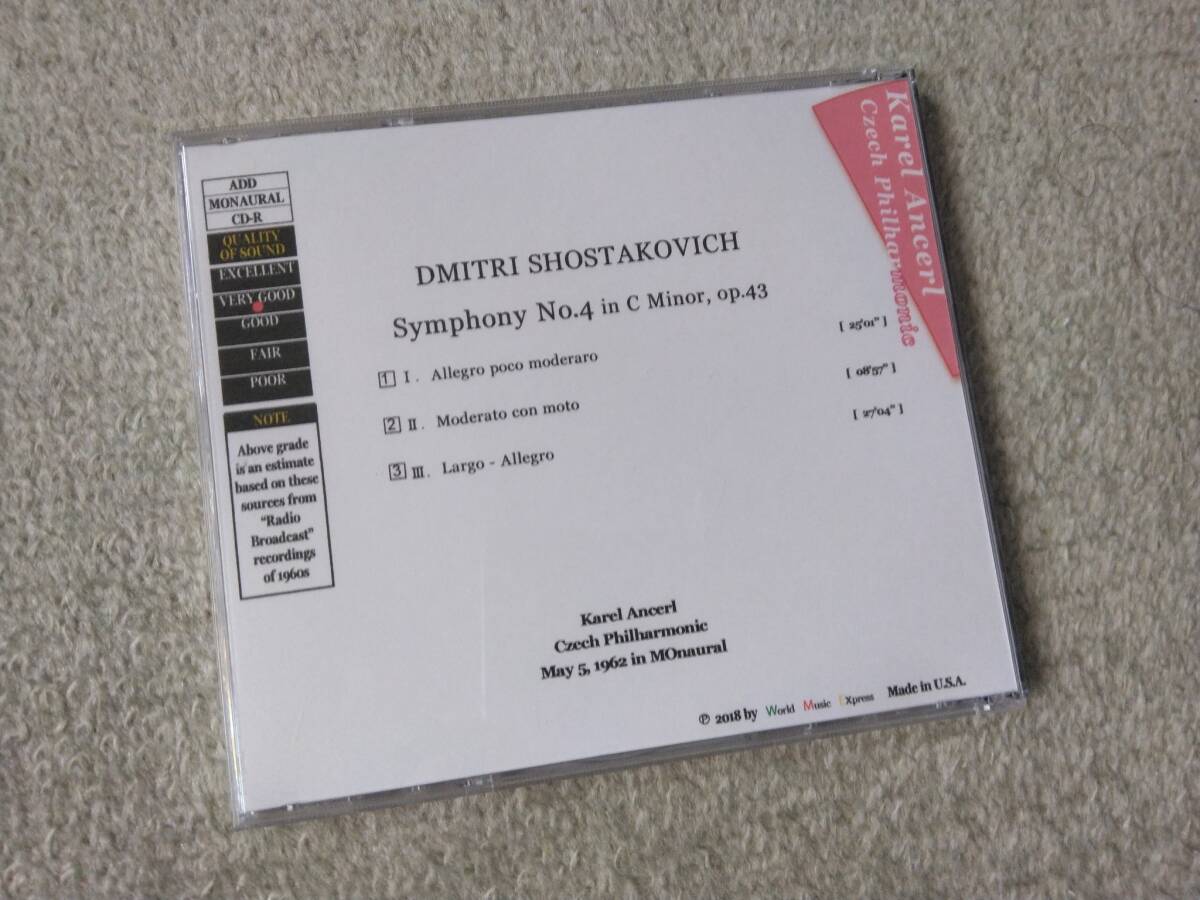 Karel Ancerl
Czech Philharmonic
ADD
MONAURAL
CD-R
QUALITY
OF SOUND
EXCELLENT
VERY GOOD
GOOD
FAIR
POOR
NOTE
Above grade
is an estimate
based on these
sources from
"Radio
Broadcast"
recordings
of 1960s
DMITRI SHOSTAKOVICH
Symphony No.4 in C Minor, op.43
1 I. Allegro poco moderaro [ 25'01" ]
2 II. Moderato con moto [ 08'57" ]
3 III. Largo - Allegro [ 27'04" ]
Karel Ancerl
Czech Philharmonic
May 5, 1962 in MOnaural
℗ 2018 by World Music Express Made in U.S.A.